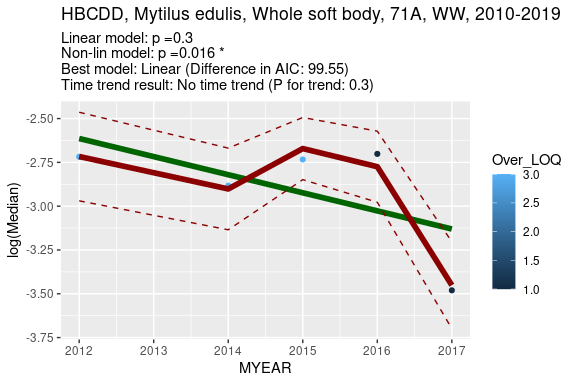 HBCDD, Mytilus edulis, Whole soft body, 71A, WW, 2010-2019
Linear model: p =0.3
Non-lin model: p =0.016 *
Best model: Linear (Difference in AIC: 99.55)
Time trend result: No time trend (P for trend: 0.3)
log(Median)
-2.50
-2.75
-3.00
-3.25
-3.50
-3.75
2012
2013
2014
2015
2016
2017
MYEAR
Over_LOQ
3.0
2.5
2.0
1.5
1.0